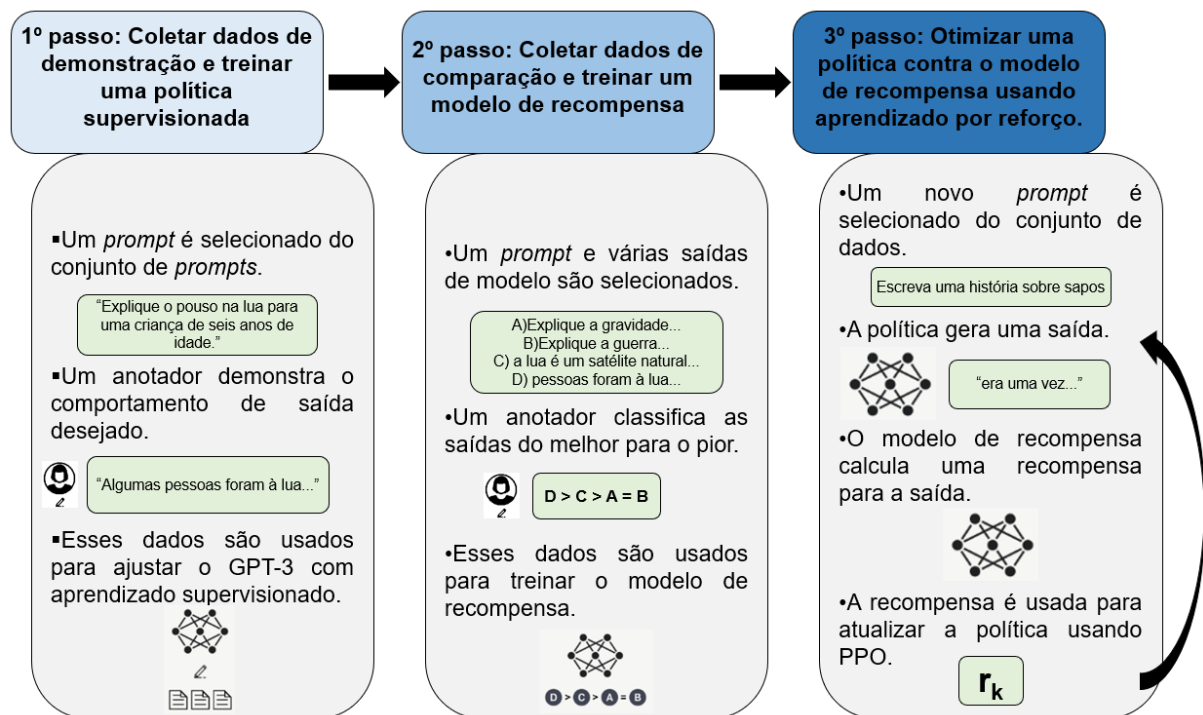 1º passo: Coletar dados de
demonstração e treinar
uma política
supervisionada
2º passo: Coletar dados de
comparação e treinar um
modelo de recompensa
3º passo: Otimizar uma
política contra o modelo
de recompensa usando
aprendizado por reforço.
▪Um prompt é selecionado do
conjunto de prompts.
“Explique o pouso na lua para
uma criança de seis anos de
idade.”
▪Um anotador demonstra o
comportamento de saída
desejado.
“Algumas pessoas foram à lua...”
▪Esses dados são usados
para ajustar o GPT-3 com
aprendizado supervisionado.
•Um prompt e várias saídas
de modelo são selecionados.
A)Explique a gravidade...
B)Explique a guerra...
C) a lua é um satélite natural...
D) pessoas foram à lua...
•Um anotador classifica as
saídas do melhor para o pior.
D > C > A = B
•Esses dados são usados
para treinar o modelo de
recompensa.
D > C > A = B
•Um novo prompt é
selecionado do conjunto de
dados.
Escreva uma história sobre sapos
•A política gera uma saída.
“era uma vez...”
•O modelo de recompensa
calcula uma recompensa
para a saída.
•A recompensa é usada para
atualizar a política usando
PPO.
rk